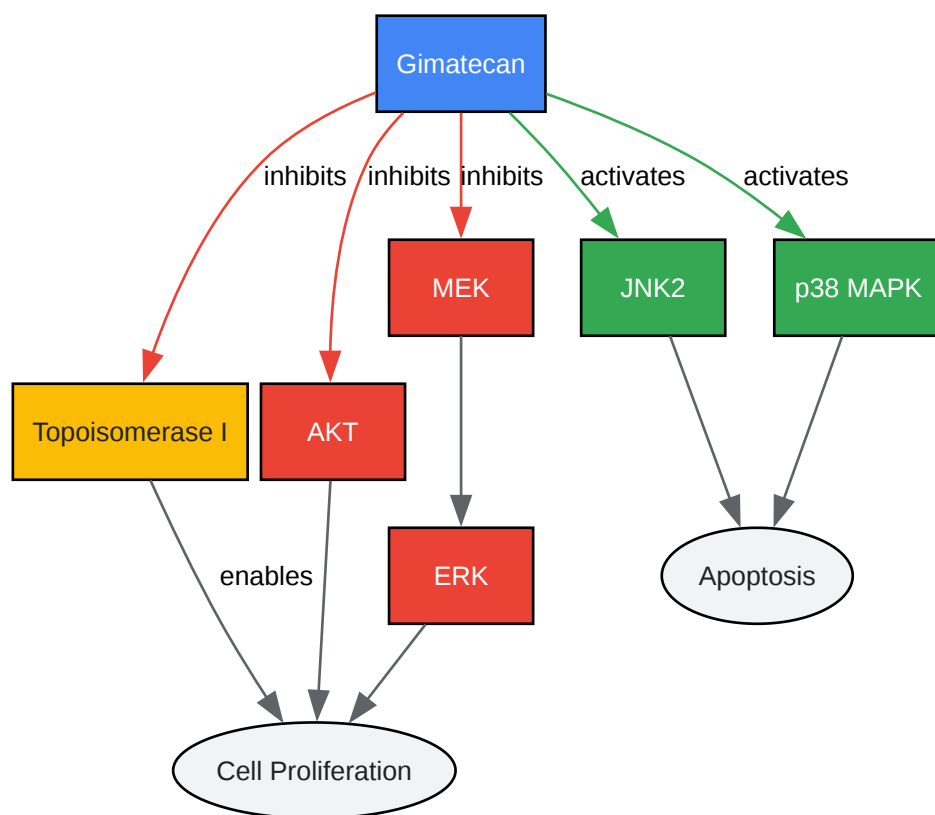 Gimatecan
inhibits
inhibits
inhibits
activates
activates
MEK
JNK2
p38 MAPK
Topoisomerase I
AKT
enables
ERK
Apoptosis
Cell Proliferation